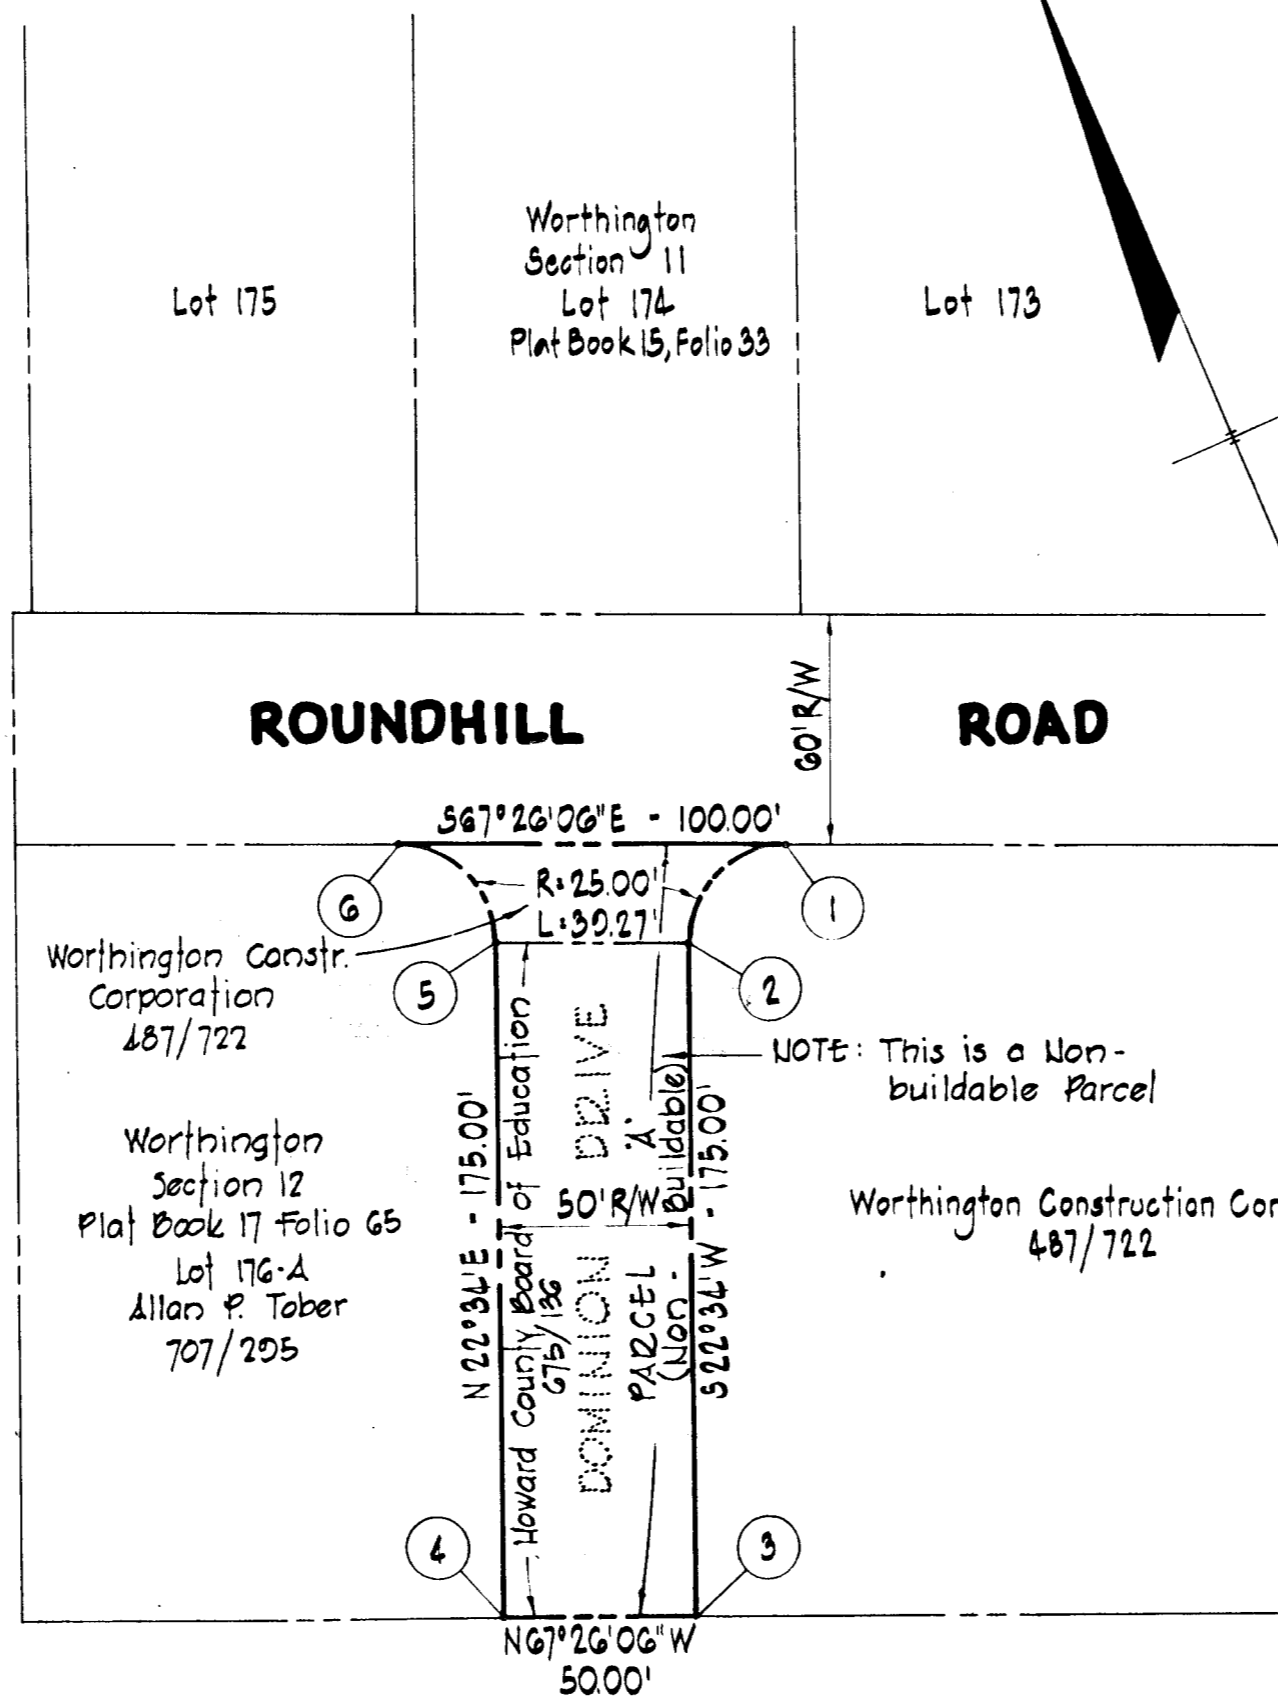 Worthington
Section 11
Lot 174
Plat Book 15, Folio 33
Lot 175
Lot 173
ROUNDHILL ROAD
60' R/W
S67°26'06"E - 100.00'
R=25.00'
L=39.27'
6
1
5
2
Worthington Constr.
Corporation
487/722
NOTE: This is a Non-
buildable Parcel
Worthington
Section 12
Plat Book 17 Folio 65
Lot 176-A
Allan P. Tober
707/295
N 22°34' E - 175.00'
Howard County Board of Education
675/136
DOMINION DRIVE
50' R/W
PARCEL 'A'
(Non - Buildable)
S 22°34' W - 175.00'
Worthington Construction Cor
487/722
4
3
N67°26'06"W
50.00'